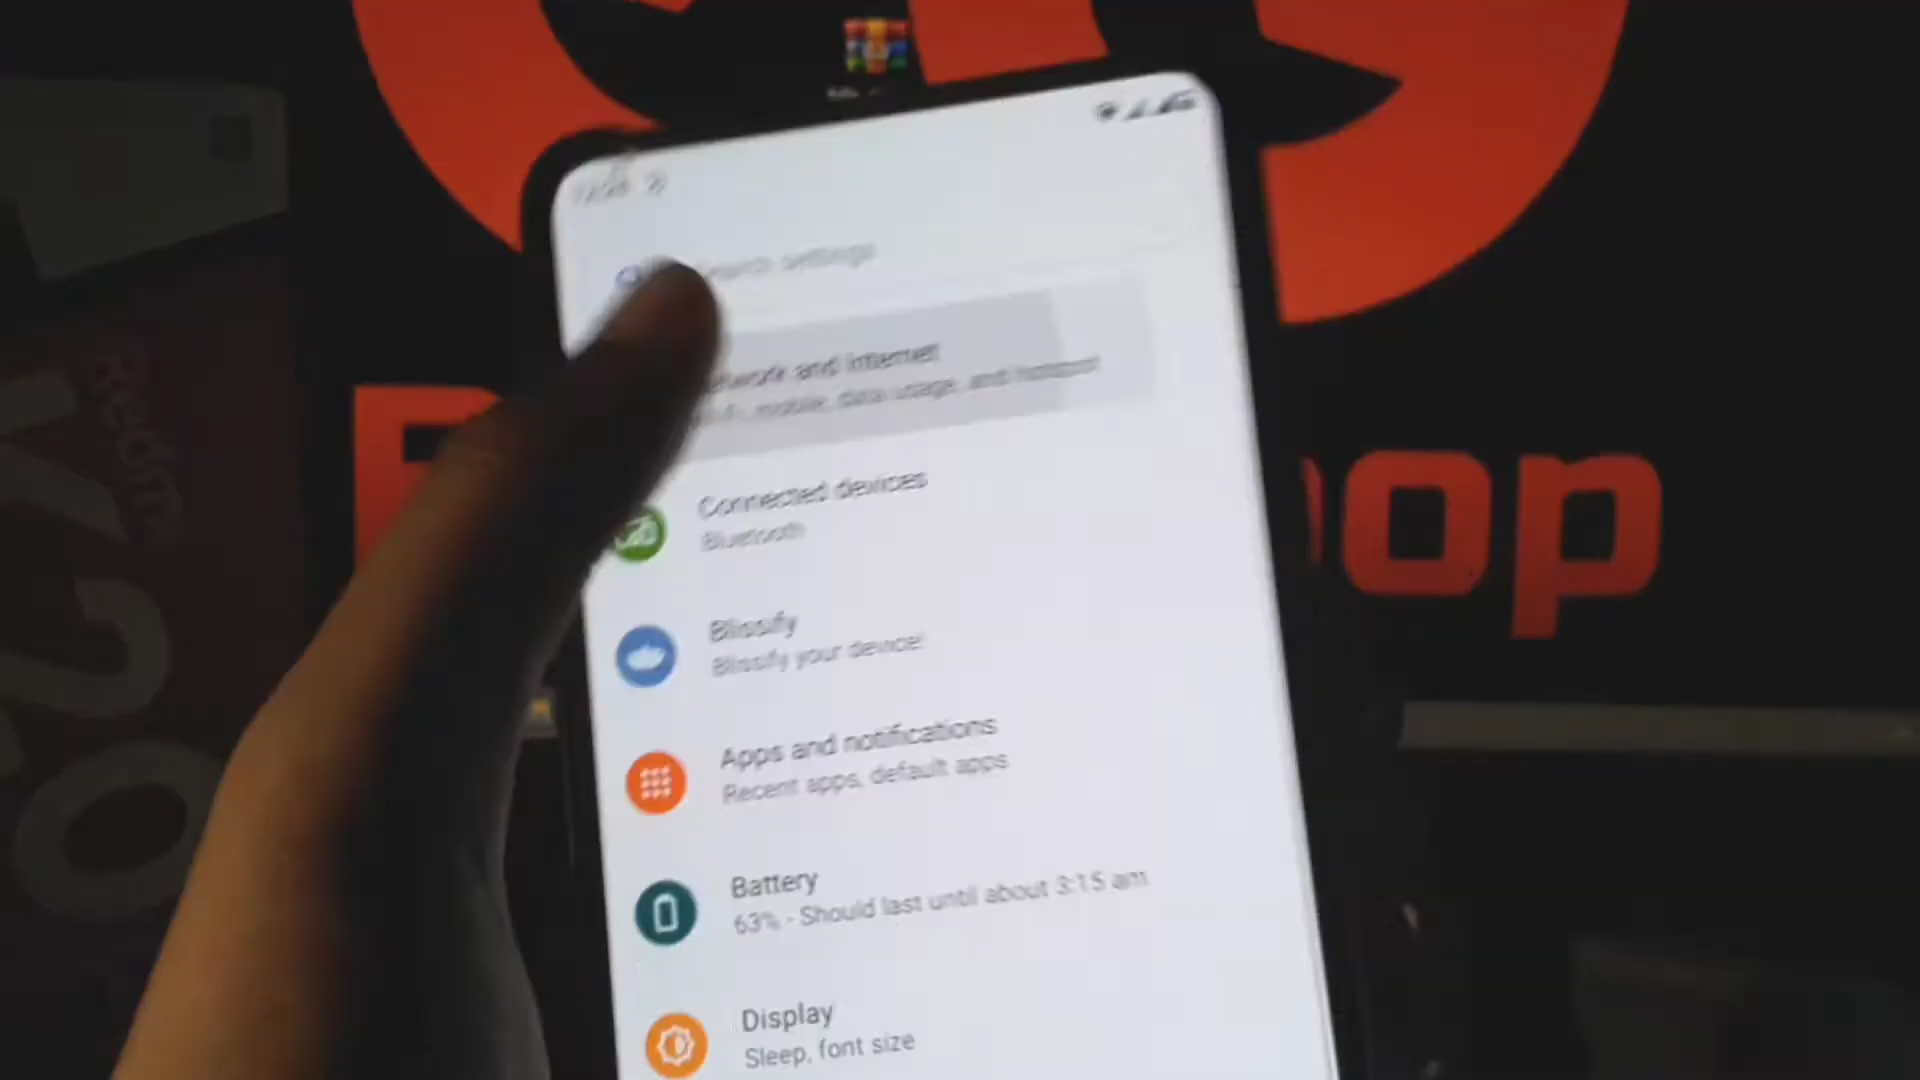 Search settings
Network and internet
Wi-Fi, mobile, data usage, and hotspot
Connected devices
Bluetooth
Blissify
Blissify your device!
Apps and notifications
Recent apps, default apps
Battery
63% - Should last until about 3:15 am
Display
Sleep, font size
op
Redmi